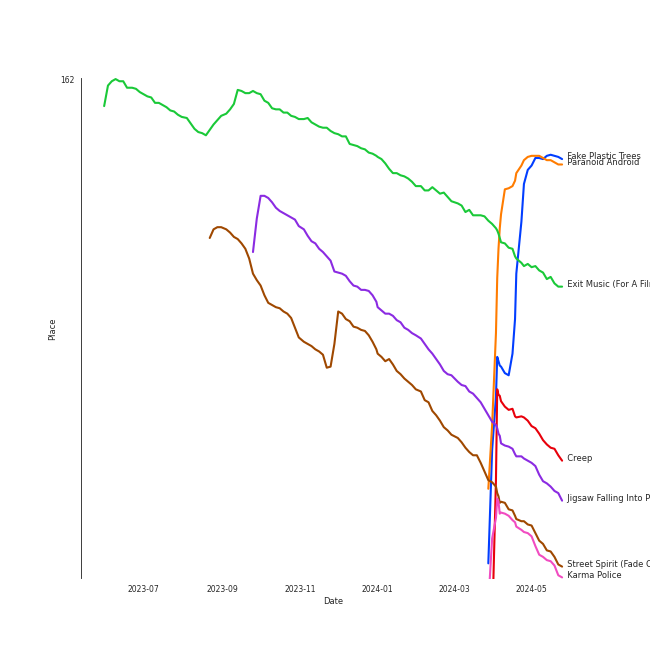 162
Fake Plastic Trees
Paranoid Android
Exit Music (For A Fil
Place
Creep
Jigsaw Falling Into P
Street Spirit (Fade O
Karma Police
2023-07
2023-09
2023-11
2024-01
2024-03
2024-05
Date